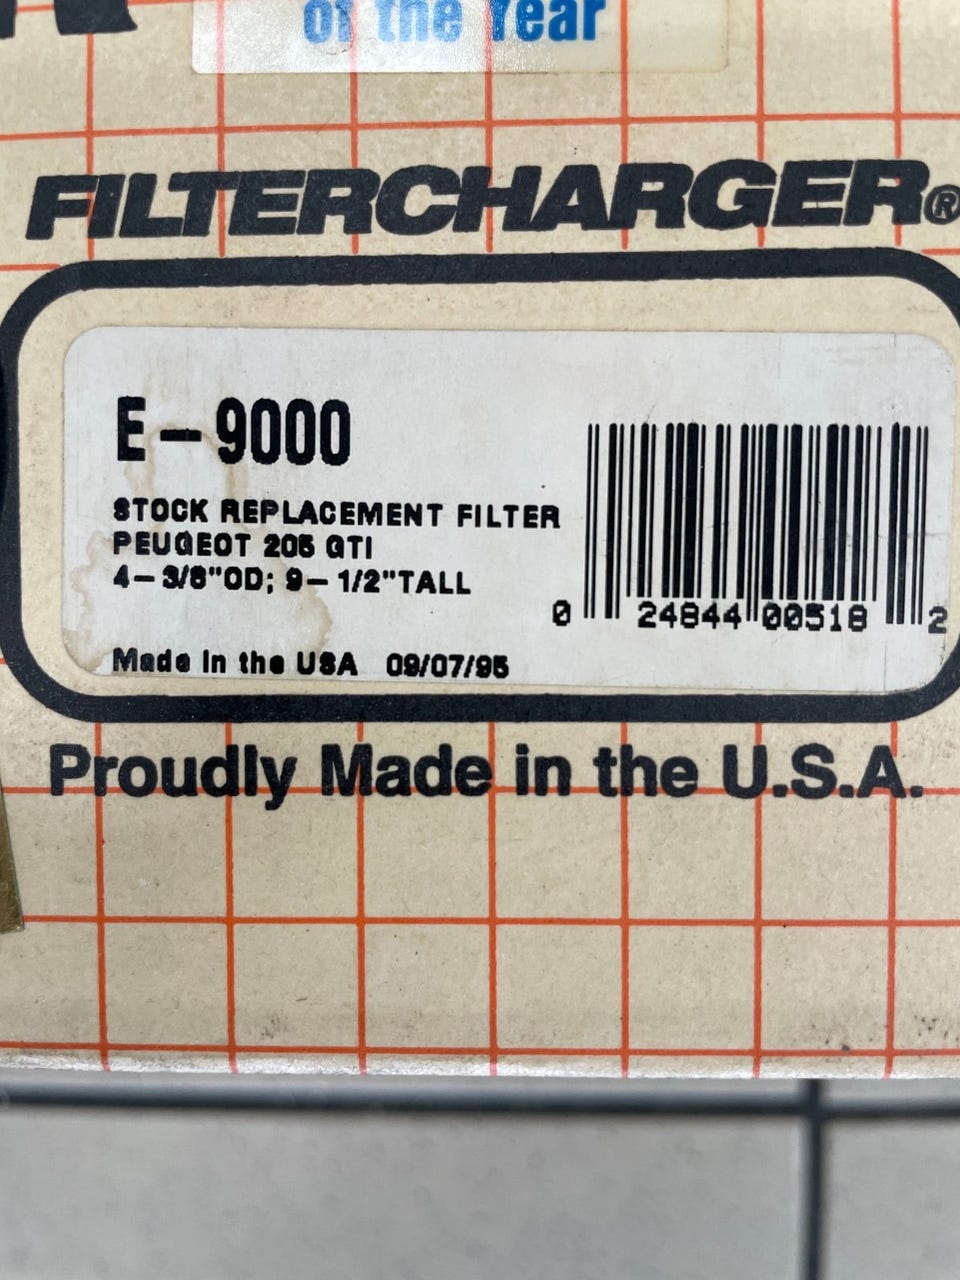 of the Year
FILTERCHARGER®
E-9000
STOCK REPLACEMENT FILTER
PEUGEOT 205 GTI
4-3/8"OD; 9-1/2"TALL
0 24844 00518 2
Made in the USA 09/07/95
Proudly Made in the U.S.A.